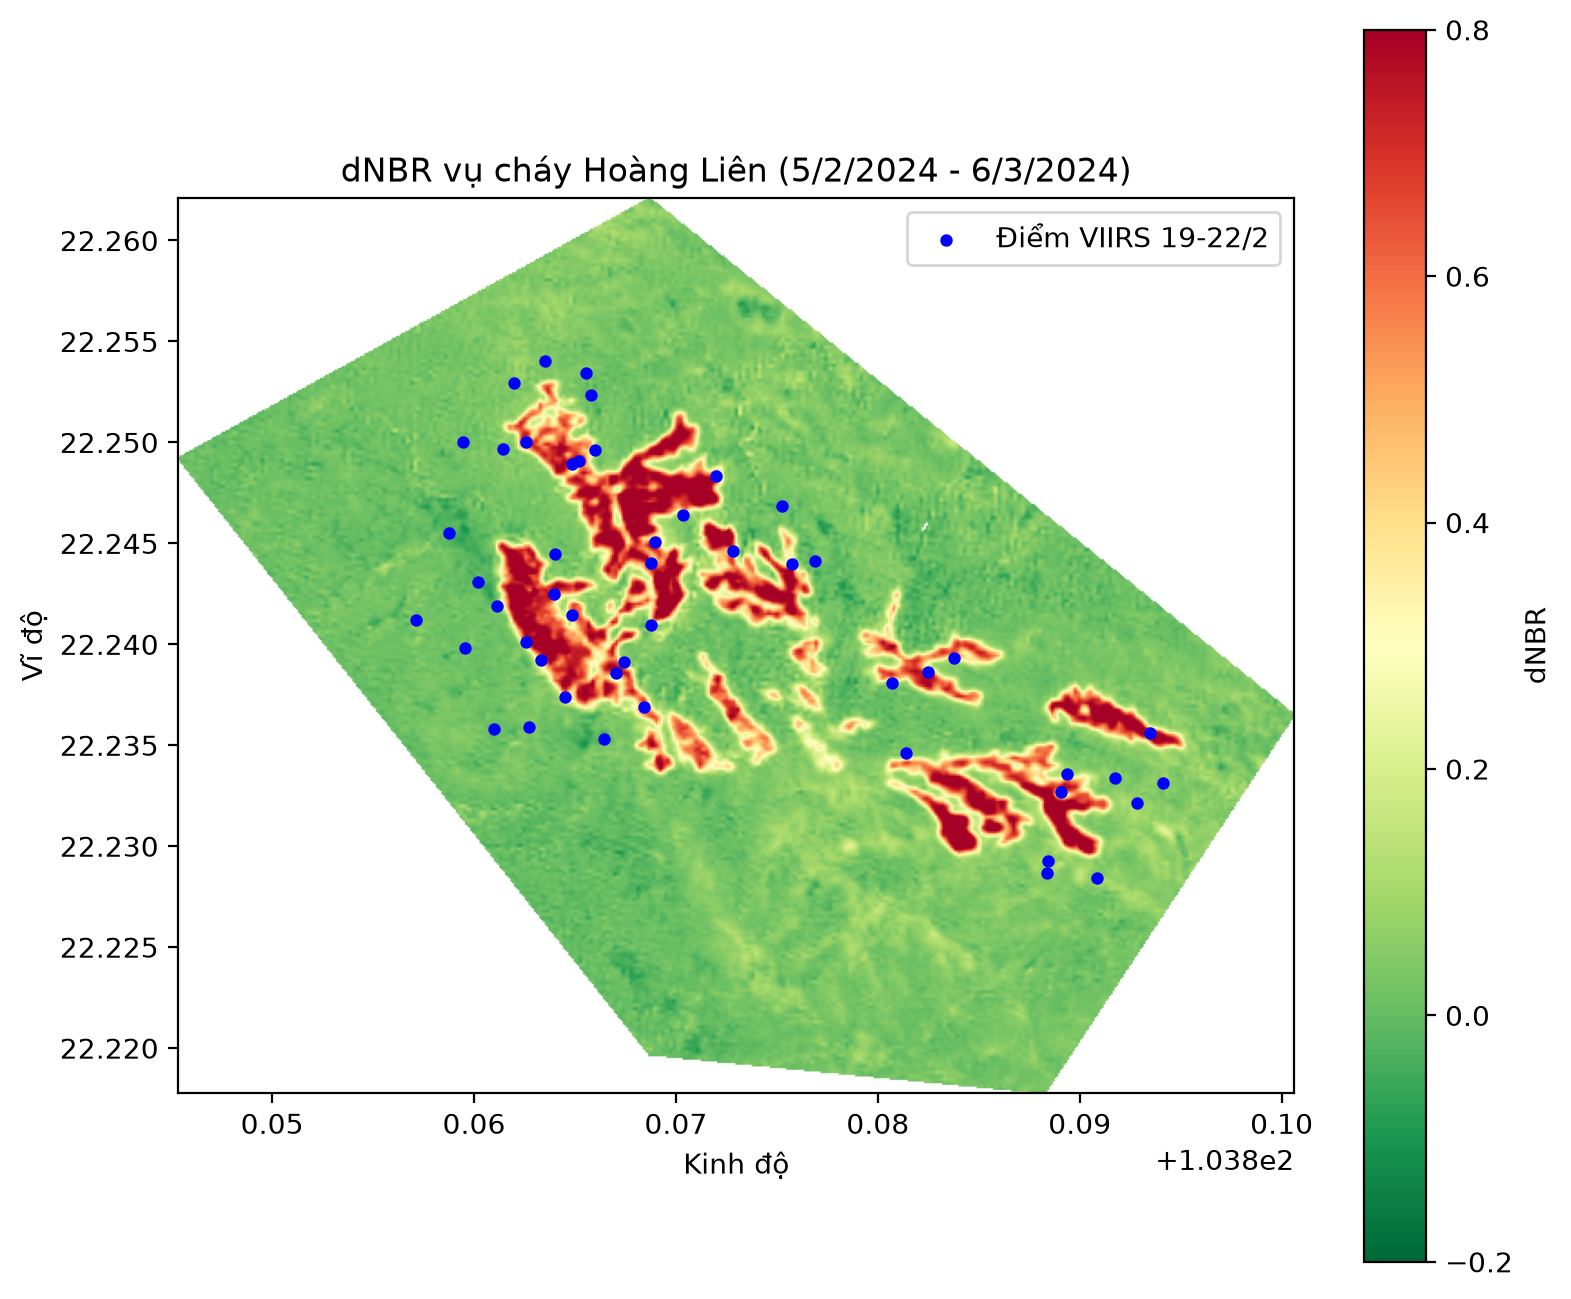 dNBR vụ cháy Hoàng Liên (5/2/2024 - 6/3/2024)
Điểm VIIRS 19-22/2
22.260
22.255
22.250
22.245
22.240
22.235
22.230
22.225
22.220
Vĩ độ
0.05 0.06 0.07 0.08 0.09 0.10
+1.038e2
Kinh độ
0.8
0.6
0.4
0.2
0.0
−0.2
dNBR